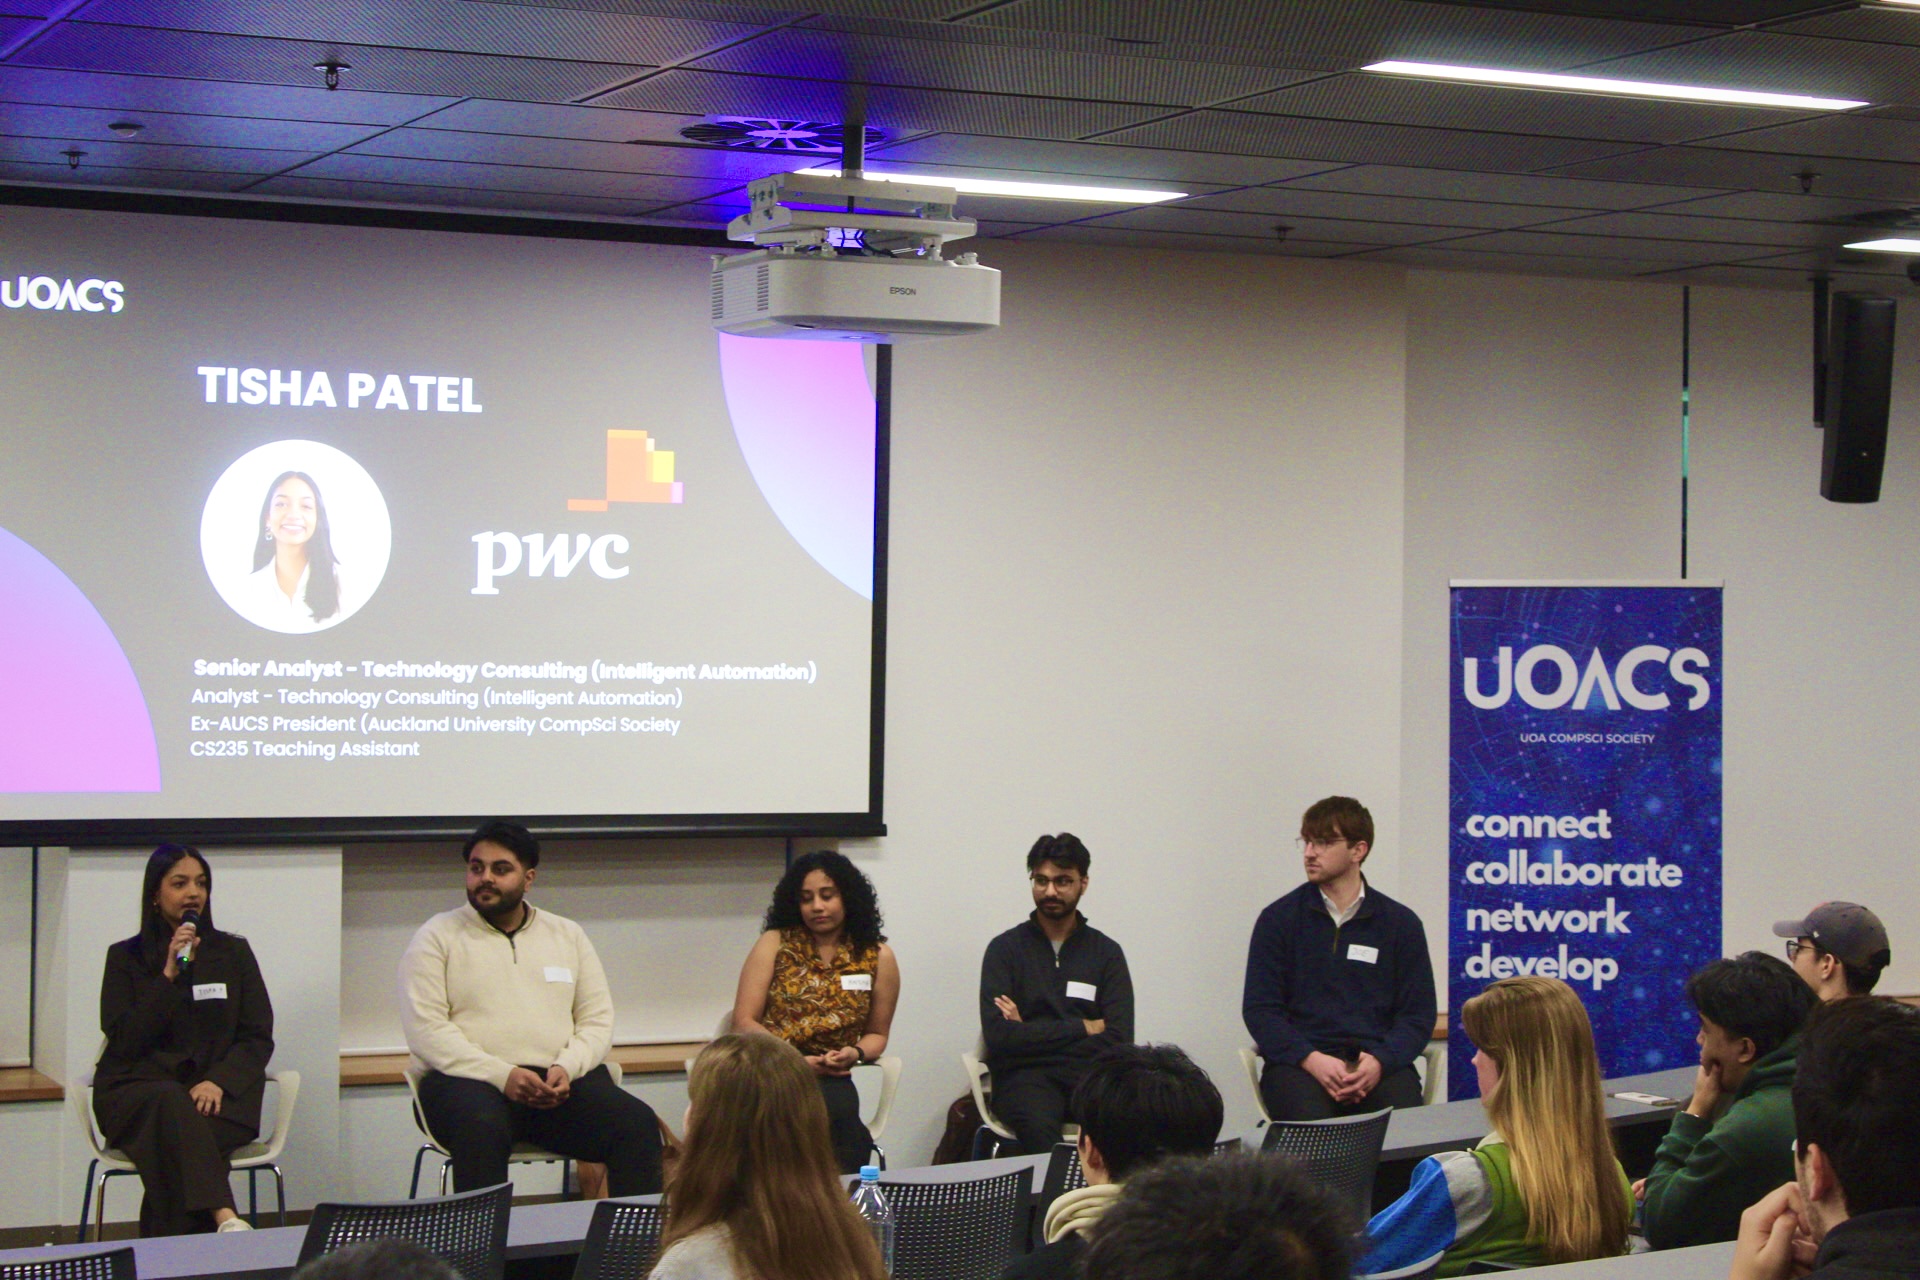 UOACS
TISHA PATEL
pwc
Senior Analyst - Technology Consulting (Intelligent Automation)
Analyst - Technology Consulting (Intelligent Automation)
Ex-AUCS President (Auckland University CompSci Society
CS235 Teaching Assistant
EPSON
UOACS
UOA COMPSCI SOCIETY
connect
collaborate
network
develop